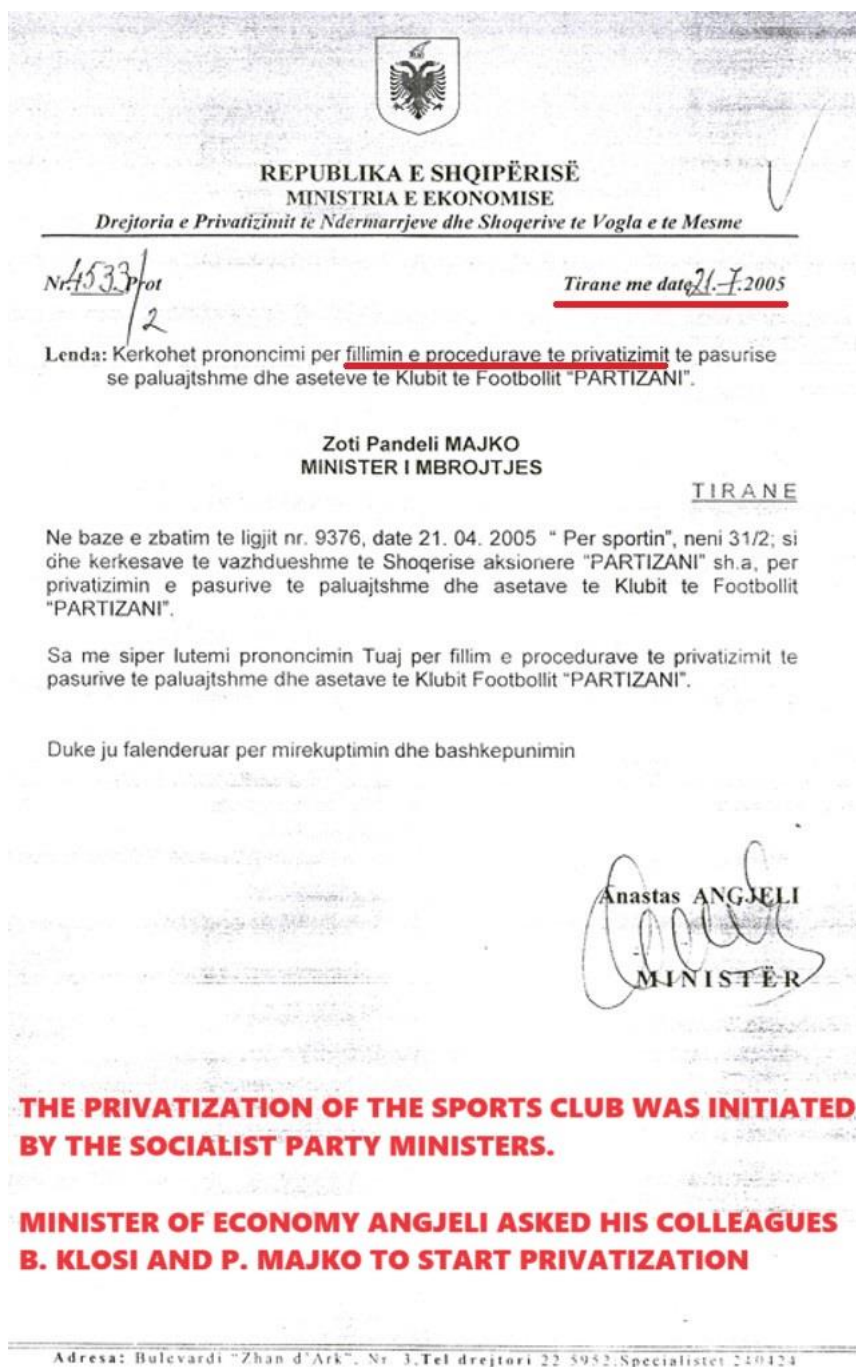 REPUBLIKA E SHQIPËRISË
MINISTRIA E EKONOMISE
Drejtoria e Privatizimit te Ndermarrjeve dhe Shoqerive te Vogla e te Mesme
Nr. 4533/2 Prot
Tirane me date 21.7.2005
Lenda: Kerkohet prononcimi per fillimin e procedurave te privatizimit te pasurise
se paluajtshme dhe aseteve te Klubit te Footbollit "PARTIZANI".
Zoti Pandeli MAJKO
MINISTER I MBROJTJES
TIRANE
Ne baze e zbatim te ligjit nr. 9376, date 21. 04. 2005 " Per sportin", neni 31/2; si
dhe kerkesave te vazhdueshme te Shoqerise aksionere "PARTIZANI" sh.a, per
privatizimin e pasurive te paluajtshme dhe asetave te Klubit te Footbollit
"PARTIZANI".
Sa me siper lutemi prononcimin Tuaj per fillim e procedurave te privatizimit te
pasurive te paluajtshme dhe asetave te Klubit Footbollit "PARTIZANI".
Duke ju falenderuar per mirekuptimin dhe bashkepunimin
Anastas ANGJELI
MINISTËR
THE PRIVATIZATION OF THE SPORTS CLUB WAS INITIATED
BY THE SOCIALIST PARTY MINISTERS.
MINISTER OF ECONOMY ANGJELI ASKED HIS COLLEAGUES
B. KLOSI AND P. MAJKO TO START PRIVATIZATION
Adresa: Bulevardi "Zhan d'Ark". Nr. 3.Tel drejtori 22 5952.Specialistet 240424